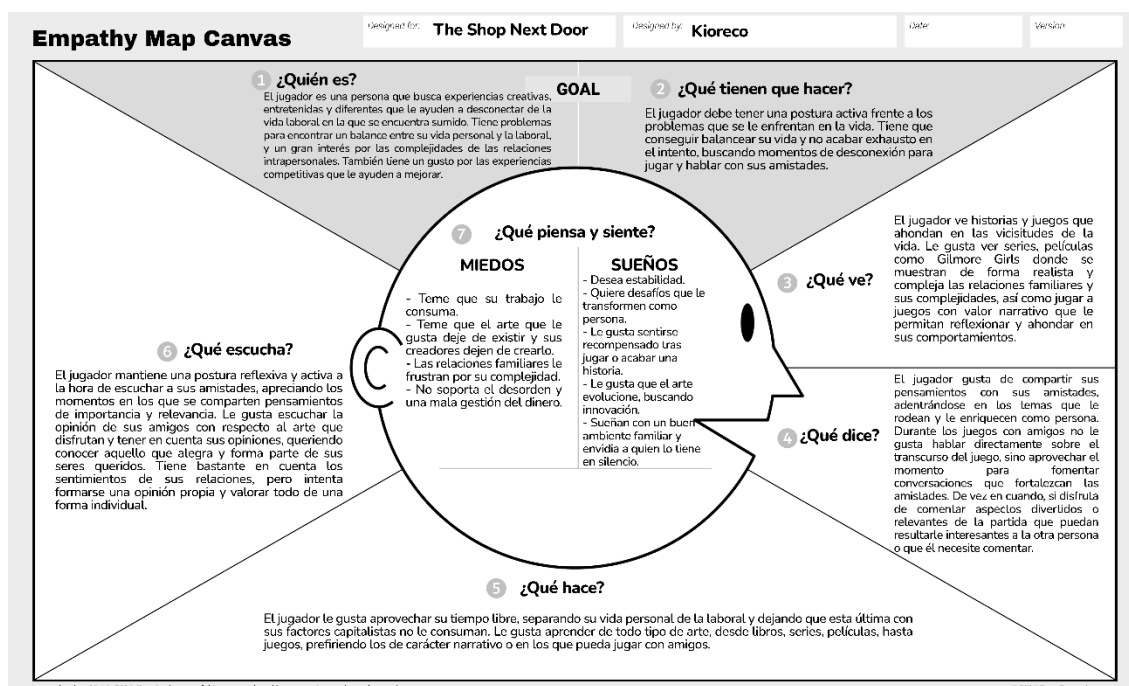 Empathy Map Canvas
Designed for:
The Shop Next Door
Designed by:
Kioreco
Date:
Version:
1 ¿Quién es?
El jugador es una persona que busca experiencias creativas,
entretenidas y diferentes que le ayuden a desconectar de la
vida laboral en la que se encuentra sumido. Tiene problemas
para encontrar un balance entre su vida personal y la laboral,
y un gran interés por las complejidades de las relaciones
intrapersonales. También tiene un gusto por las experiencias
competitivas que le ayuden a mejorar.
GOAL
2 ¿Qué tienen que hacer?
El jugador debe tener una postura activa frente a los
problemas que se le enfrentan en la vida. Tiene que
conseguir balancear su vida y no acabar exhausto en
el intento, buscando momentos de desconexión para
jugar y hablar con sus amistades.
3 ¿Qué ve?
El jugador ve historias y juegos que
ahondan en las vicisitudes de la
vida. Le gusta ver series, películas
como Gilmore Girls donde se
muestran de forma realista y
compleja las relaciones familiares y
sus complejidades, así como jugar a
juegos con valor narrativo que le
permitan reflexionar y ahondar en
sus comportamientos.
4 ¿Qué dice?
El jugador gusta de compartir sus
pensamientos con sus amistades,
adentrándose en los temas que le
rodean y le enriquecen como persona.
Durante los juegos con amigos no le
gusta hablar directamente sobre el
transcurso del juego, sino aprovechar el
momento para fomentar
conversaciones que fortalezcan las
amistades. De vez en cuando, si disfruta
de comentar aspectos divertidos o
relevantes de la partida que puedan
resultarle interesantes a la otra persona
o que él necesite comentar.
5 ¿Qué hace?
El jugador le gusta aprovechar su tiempo libre, separando su vida personal de la laboral y dejando que esta última con
sus factores capitalistas no le consuman. Le gusta aprender de todo tipo de arte, desde libros, series, películas, hasta
juegos, prefiriendo los de carácter narrativo o en los que pueda jugar con amigos.
6 ¿Qué escucha?
El jugador mantiene una postura reflexiva y activa a
la hora de escuchar a sus amistades, apreciando los
momentos en los que se comparten pensamientos
de importancia y relevancia. Le gusta escuchar la
opinión de sus amigos con respecto al arte que
disfrutan y tener en cuenta sus opiniones, queriendo
conocer aquello que alegra y forma parte de sus
seres queridos. Tiene bastante en cuenta los
sentimientos de sus relaciones, pero intenta
formarse una opinión propia y valorar todo de una
forma individual.
7 ¿Qué piensa y siente?
MIEDOS
- Teme que su trabajo le
consuma.
- Teme que el arte que le
gusta deje de existir y sus
creadores dejen de crearlo.
- Las relaciones familiares le
frustran por su complejidad.
- No soporta el desorden y
una mala gestión del dinero.
SUEÑOS
- Desea estabilidad.
- Quiere desafíos que le
transformen como
persona.
- Le gusta sentirse
recompensado tras
jugar o acabar una
historia.
- Le gusta que el arte
evolucione, buscando
innovación.
- Sueñan con un buen
ambiente familiar y
envidia a quien lo tiene
en silencio.